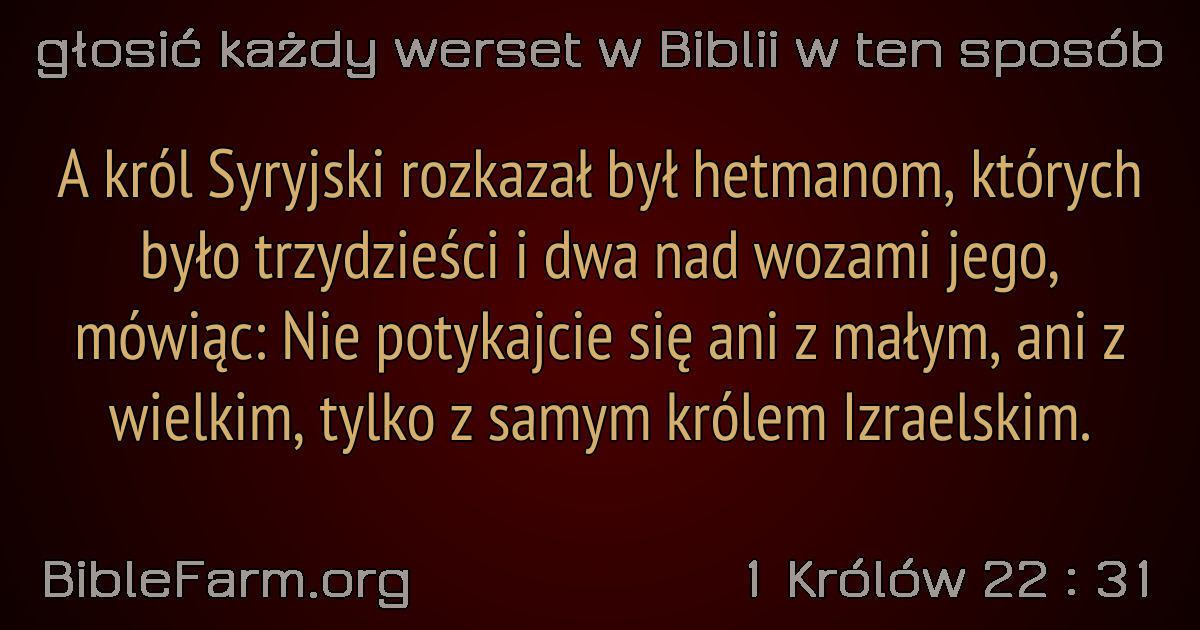 głosić każdy werset w Biblii w ten sposób
A król Syryjski rozkazał był hetmanom, których
było trzydzieści i dwa nad wozami jego,
mówiąc: Nie potykajcie się ani z małym, ani z
wielkim, tylko z samym królem Izraelskim.
BibleFarm.org
1 Królów 22 : 31